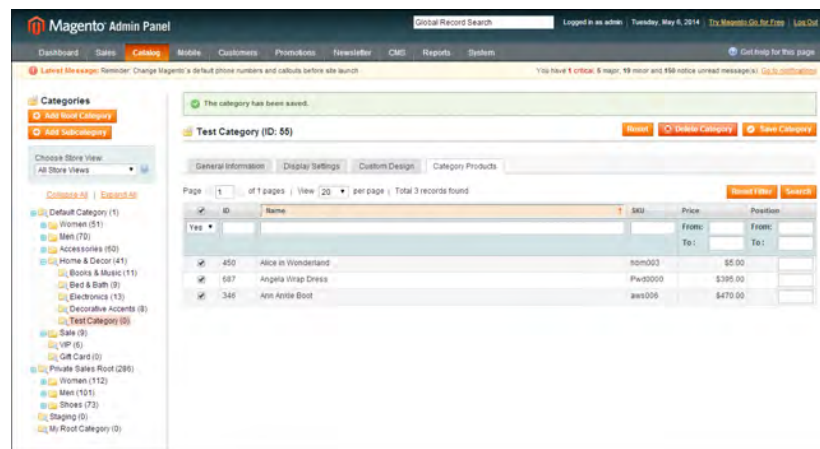 Magento Admin Panel
Global Record Search
Logged in as admin | Tuesday, May 6, 2014 | Try Magento Go for Free | Log Out
Dashboard Sales Catalog Mobile Customers Promotions Newsletter CMS Reports System
Get help for this page
Latest Message: Reminder: Change Magento's default phone numbers and callouts before site launch
You have 1 critical, 5 major, 19 minor and 150 notice unread message(s). Go to notifications
Categories
Add Root Category
Add Subcategory
Choose Store View:
All Store Views
Collapse All | Expand All
Default Category (1)
Women (51)
Men (70)
Accessories (60)
Home & Decor (41)
Books & Music (11)
Bed & Bath (9)
Electronics (13)
Decorative Accents (8)
Test Category (0)
Sale (9)
VIP (6)
Gift Card (0)
Private Sales Root (286)
Women (112)
Men (101)
Shoes (73)
Staging (0)
My Root Category (0)
The category has been saved.
Test Category (ID: 55)
Reset Delete Category Save Category
General Information Display Settings Custom Design Category Products
Page 1 of 1 pages | View 20 per page | Total 3 records found
Reset Filter Search
ID Name SKU Price Position
Yes From: From:
To: To:
450 Alice in Wonderland hom003 $5.00
687 Angela Wrap Dress Pwd0000 $395.00
346 Ann Ankle Boot aws006 $470.00